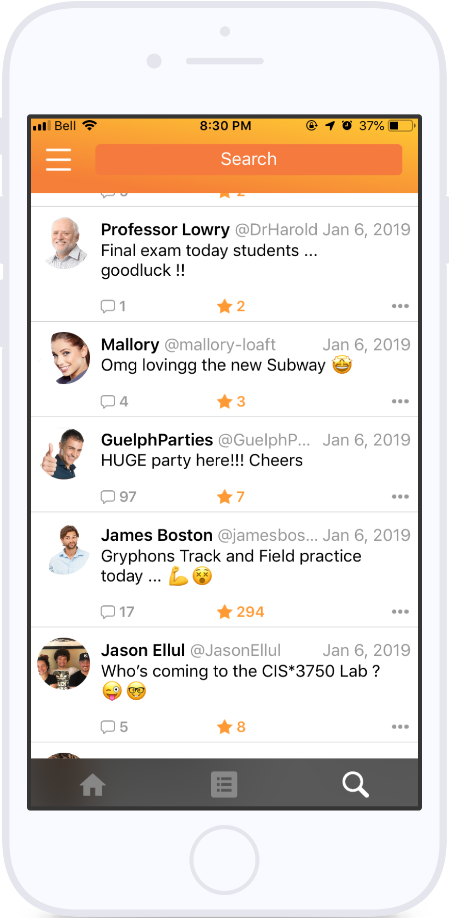 Bell 8:30 PM 37%
Search
Professor Lowry @DrHarold Jan 6, 2019
Final exam today students ...
goodluck !!
1 2
Mallory @mallory-loaft Jan 6, 2019
Omg lovingg the new Subway 🤩
4 3
GuelphParties @GuelphP... Jan 6, 2019
HUGE party here!!! Cheers
97 7
James Boston @jamesbos... Jan 6, 2019
Gryphons Track and Field practice
today ... 💪😵
17 294
Jason Ellul @JasonEllul Jan 6, 2019
Who's coming to the CIS*3750 Lab ?
😜🤓
5 8